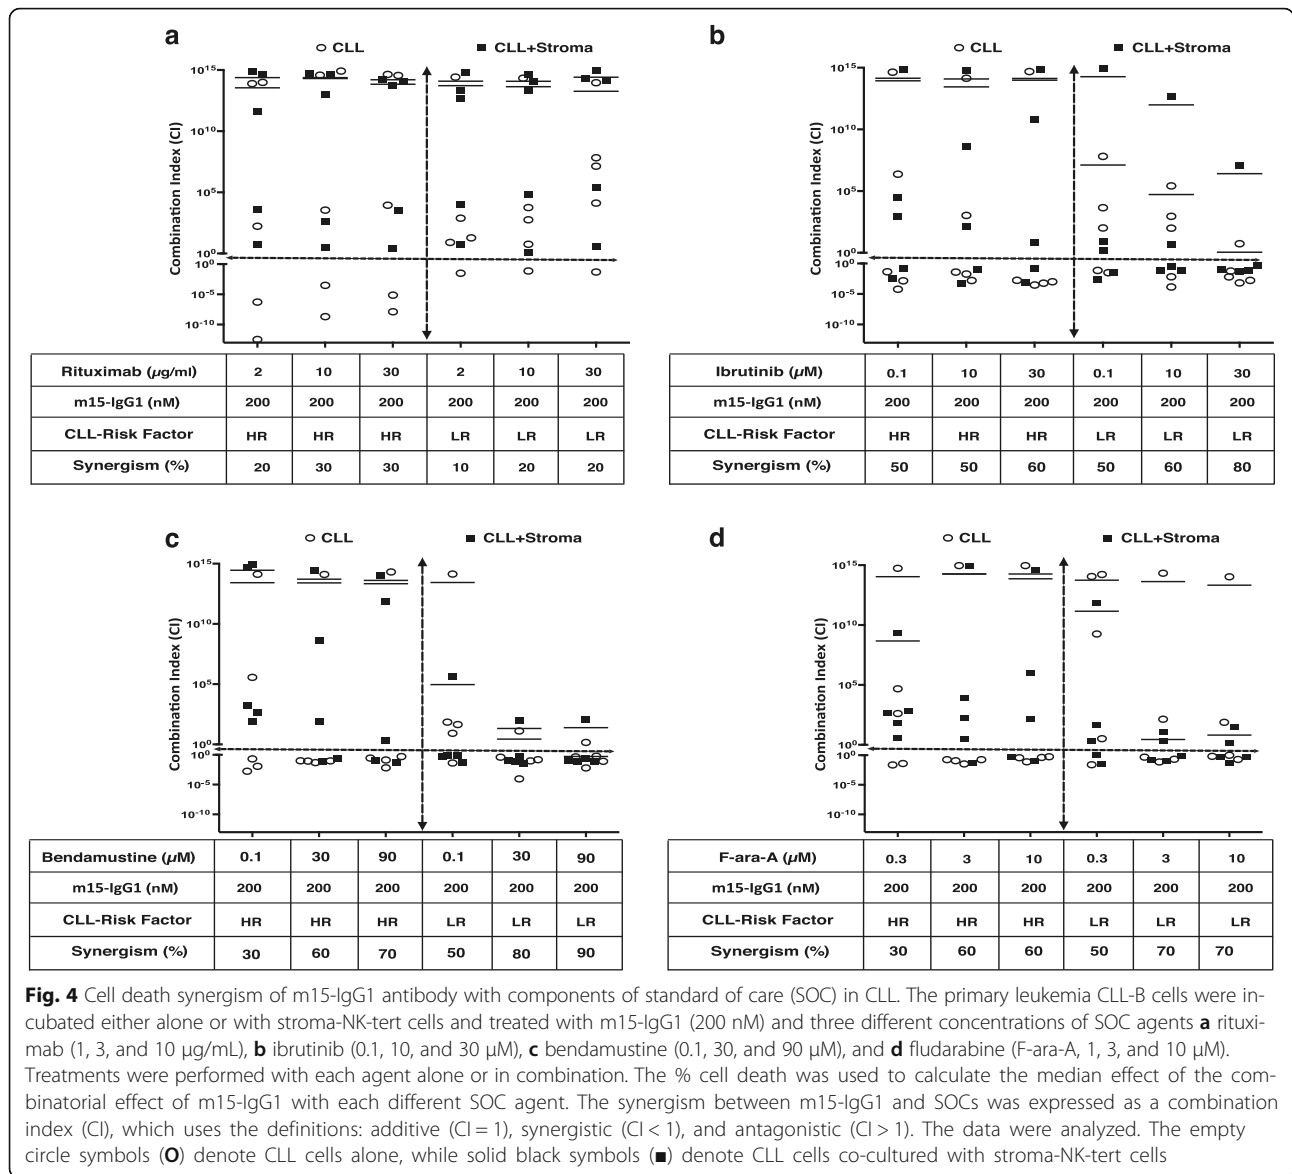 a
CLL
CLL+Stroma
Combination Index (CI)
10^15
10^10
10^5
10^0
10^0
10^-5
10^-10
Rituximab (µg/ml) 2 10 30 2 10 30
m15-IgG1 (nM) 200 200 200 200 200 200
CLL-Risk Factor HR HR HR LR LR LR
Synergism (%) 20 30 30 10 20 20
b
CLL
CLL+Stroma
Combination Index (CI)
10^15
10^10
10^5
10^0
10^0
10^-5
10^-10
Ibrutinib (µM) 0.1 10 30 0.1 10 30
m15-IgG1 (nM) 200 200 200 200 200 200
CLL-Risk Factor HR HR HR LR LR LR
Synergism (%) 50 50 60 50 60 80
c
CLL
CLL+Stroma
Combination Index (CI)
10^15
10^10
10^5
10^0
10^0
10^-5
10^-10
Bendamustine (µM) 0.1 30 90 0.1 30 90
m15-IgG1 (nM) 200 200 200 200 200 200
CLL-Risk Factor HR HR HR LR LR LR
Synergism (%) 30 60 70 50 80 90
d
CLL
CLL+Stroma
Combination Index (CI)
10^15
10^10
10^5
10^0
10^0
10^-5
10^-10
F-ara-A (µM) 0.3 3 10 0.3 3 10
m15-IgG1 (nM) 200 200 200 200 200 200
CLL-Risk Factor HR HR HR LR LR LR
Synergism (%) 30 60 60 50 70 70
Fig. 4 Cell death synergism of m15-IgG1 antibody with components of standard of care (SOC) in CLL. The primary leukemia CLL-B cells were in-
cubated either alone or with stroma-NK-tert cells and treated with m15-IgG1 (200 nM) and three different concentrations of SOC agents a rituxi-
mab (1, 3, and 10 µg/mL), b ibrutinib (0.1, 10, and 30 µM), c bendamustine (0.1, 30, and 90 µM), and d fludarabine (F-ara-A, 1, 3, and 10 µM).
Treatments were performed with each agent alone or in combination. The % cell death was used to calculate the median effect of the com-
binatorial effect of m15-IgG1 with each different SOC agent. The synergism between m15-IgG1 and SOCs was expressed as a combination
index (CI), which uses the definitions: additive (CI = 1), synergistic (CI < 1), and antagonistic (CI > 1). The data were analyzed. The empty
circle symbols (O) denote CLL cells alone, while solid black symbols (■) denote CLL cells co-cultured with stroma-NK-tert cells